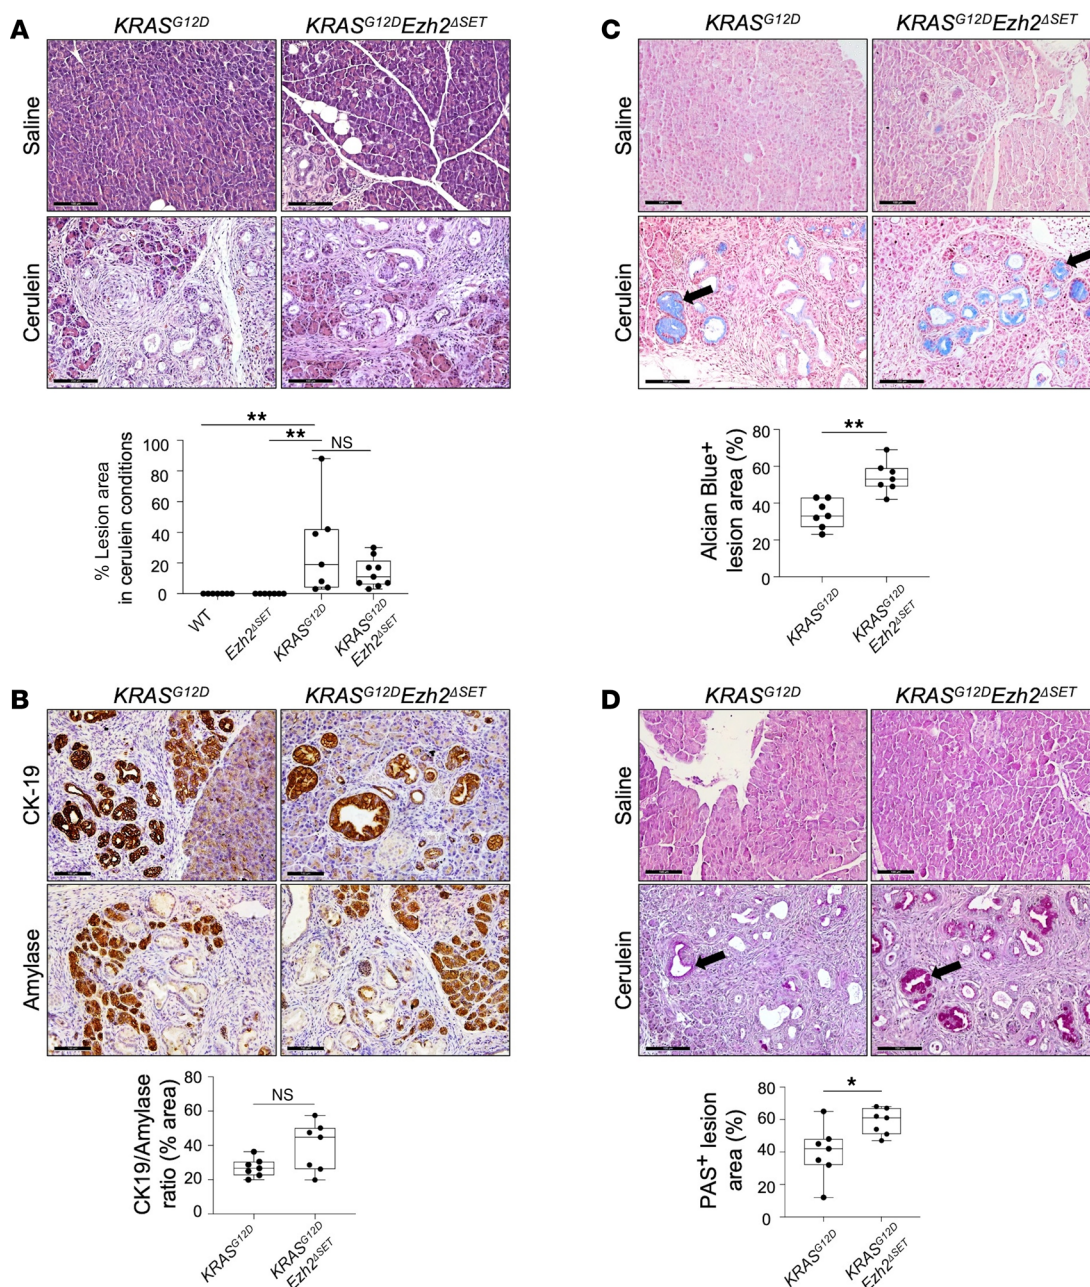 A
KRAS^G12D
KRAS^G12D Ezh2^ΔSET
Saline
Cerulein
% Lesion area
in cerulein conditions
**
**
NS
100
80
60
40
20
0
WT
Ezh2^ΔSET
KRAS^G12D
KRAS^G12D
Ezh2^ΔSET
B
KRAS^G12D
KRAS^G12D Ezh2^ΔSET
CK-19
Amylase
CK19/Amylase
ratio (% area)
NS
80
60
40
20
0
KRAS^G12D
KRAS^G12D
Ezh2^ΔSET
C
KRAS^G12D
KRAS^G12D Ezh2^ΔSET
Saline
Cerulein
Alcian Blue+
lesion area (%)
**
80
60
40
20
0
KRAS^G12D
KRAS^G12D
Ezh2^ΔSET
D
KRAS^G12D
KRAS^G12D Ezh2^ΔSET
Saline
Cerulein
PAS+ lesion
area (%)
*
80
60
40
20
0
KRAS^G12D
KRAS^G12D
Ezh2^ΔSET